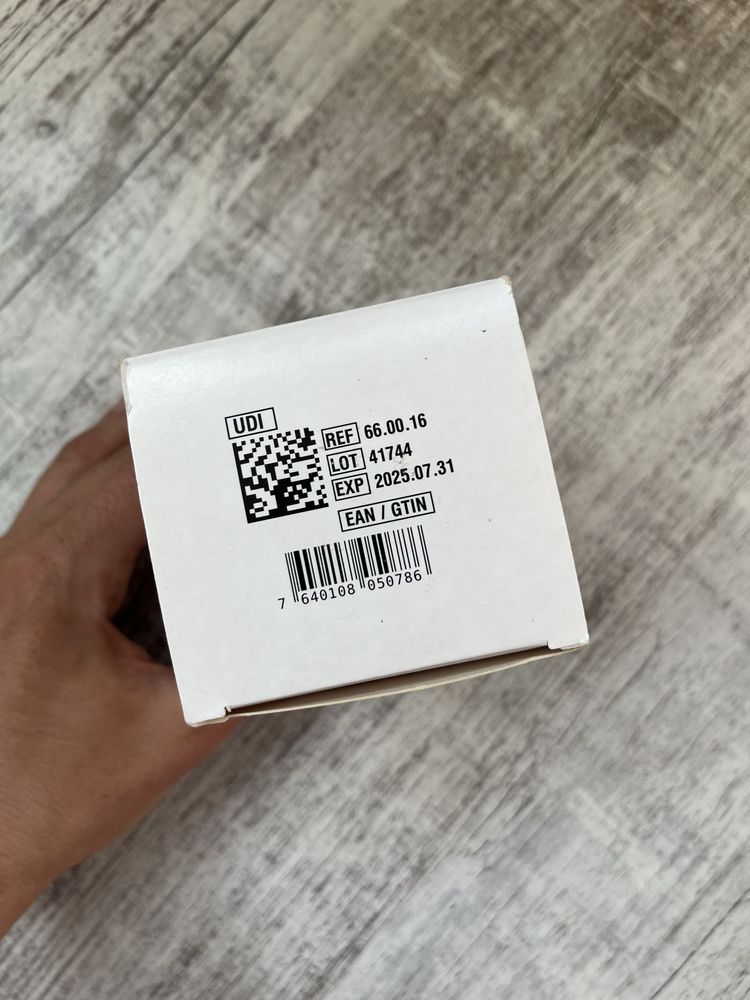 UDI
REF 66.00.16
LOT 41744
EXP 2025.07.31
EAN / GTIN
7 640108 050786